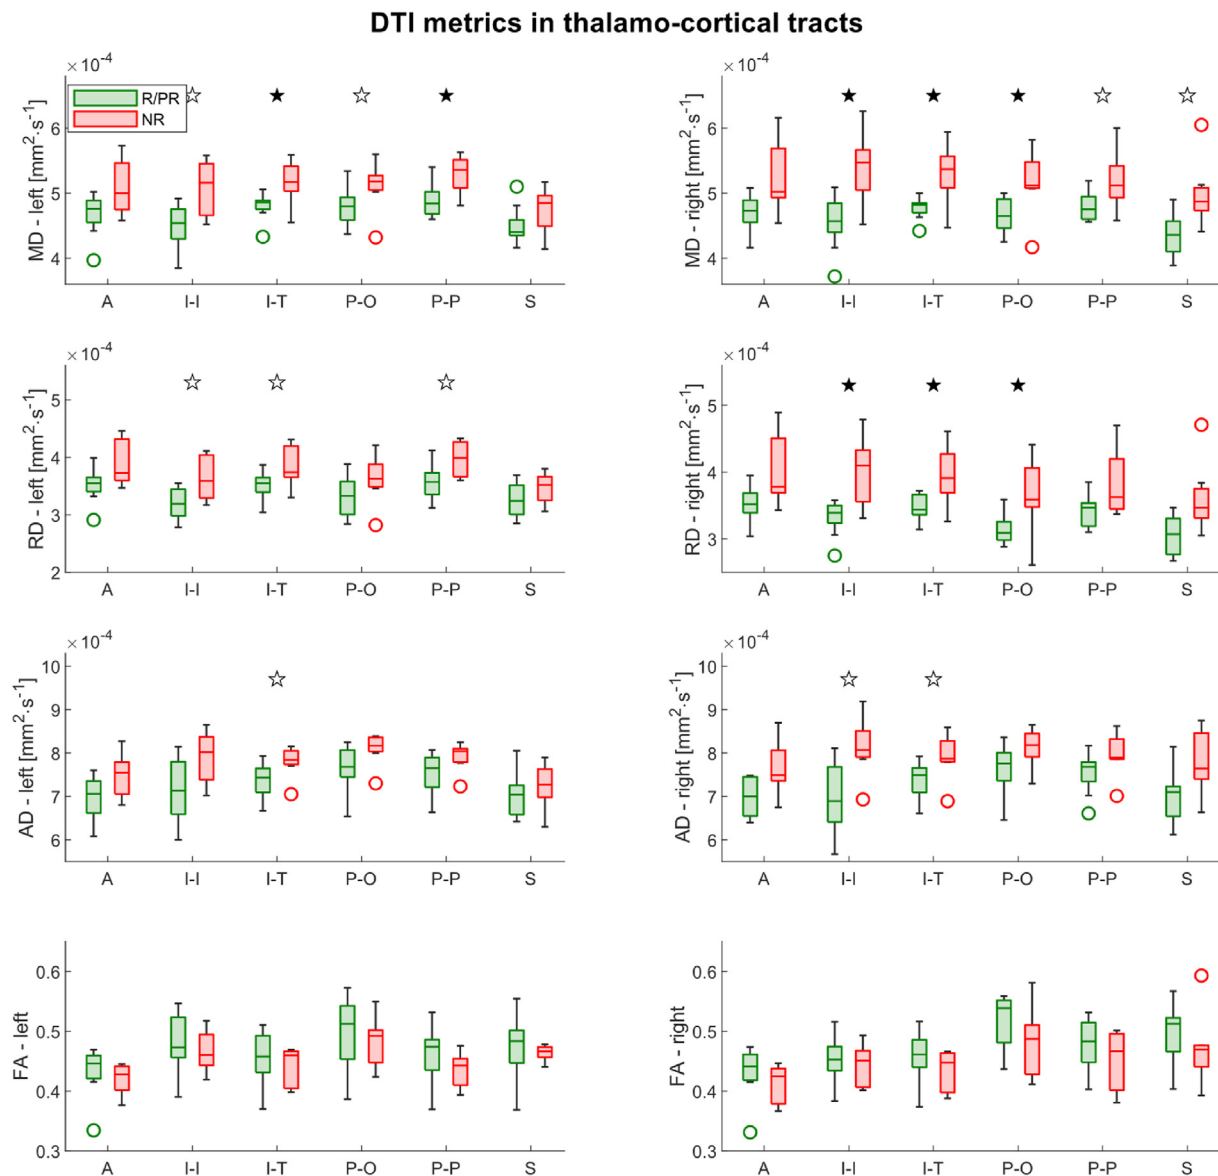 DTI metrics in thalamo-cortical tracts
× 10⁻⁴
MD - left [mm²·s⁻¹]
6
5
4
R/PR
NR
A I-I I-T P-O P-P S
× 10⁻⁴
MD - right [mm²·s⁻¹]
6
5
4
A I-I I-T P-O P-P S
× 10⁻⁴
RD - left [mm²·s⁻¹]
5
4
3
2
A I-I I-T P-O P-P S
× 10⁻⁴
RD - right [mm²·s⁻¹]
5
4
3
A I-I I-T P-O P-P S
× 10⁻⁴
AD - left [mm²·s⁻¹]
10
9
8
7
6
A I-I I-T P-O P-P S
× 10⁻⁴
AD - right [mm²·s⁻¹]
10
9
8
7
6
A I-I I-T P-O P-P S
FA - left
0.6
0.5
0.4
0.3
A I-I I-T P-O P-P S
FA - right
0.6
0.5
0.4
0.3
A I-I I-T P-O P-P S